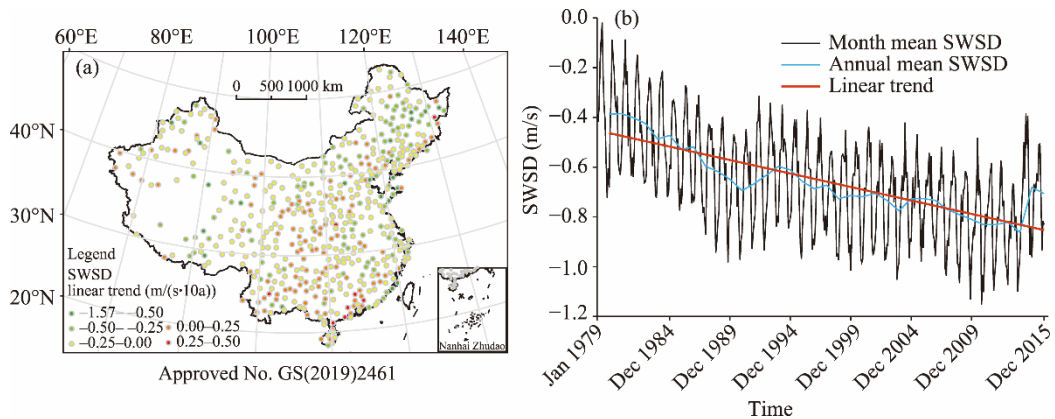 60°E 80°E 100°E 120°E 140°E
(a)
0 500 1000 km
40°N
30°N
20°N
Legend
SWSD
linear trend (m/(s·10a))
−1.57—−0.50
−0.50—−0.25
−0.25—0.00
0.00—0.25
0.25—0.50
Nanhai Zhudao
Approved No. GS(2019)2461
(b)
Month mean SWSD
Annual mean SWSD
Linear trend
SWSD (m/s)
0.0
−0.2
−0.4
−0.6
−0.8
−1.0
−1.2
Jan 1979
Dec 1984
Dec 1989
Dec 1994
Dec 1999
Dec 2004
Dec 2009
Dec 2015
Time